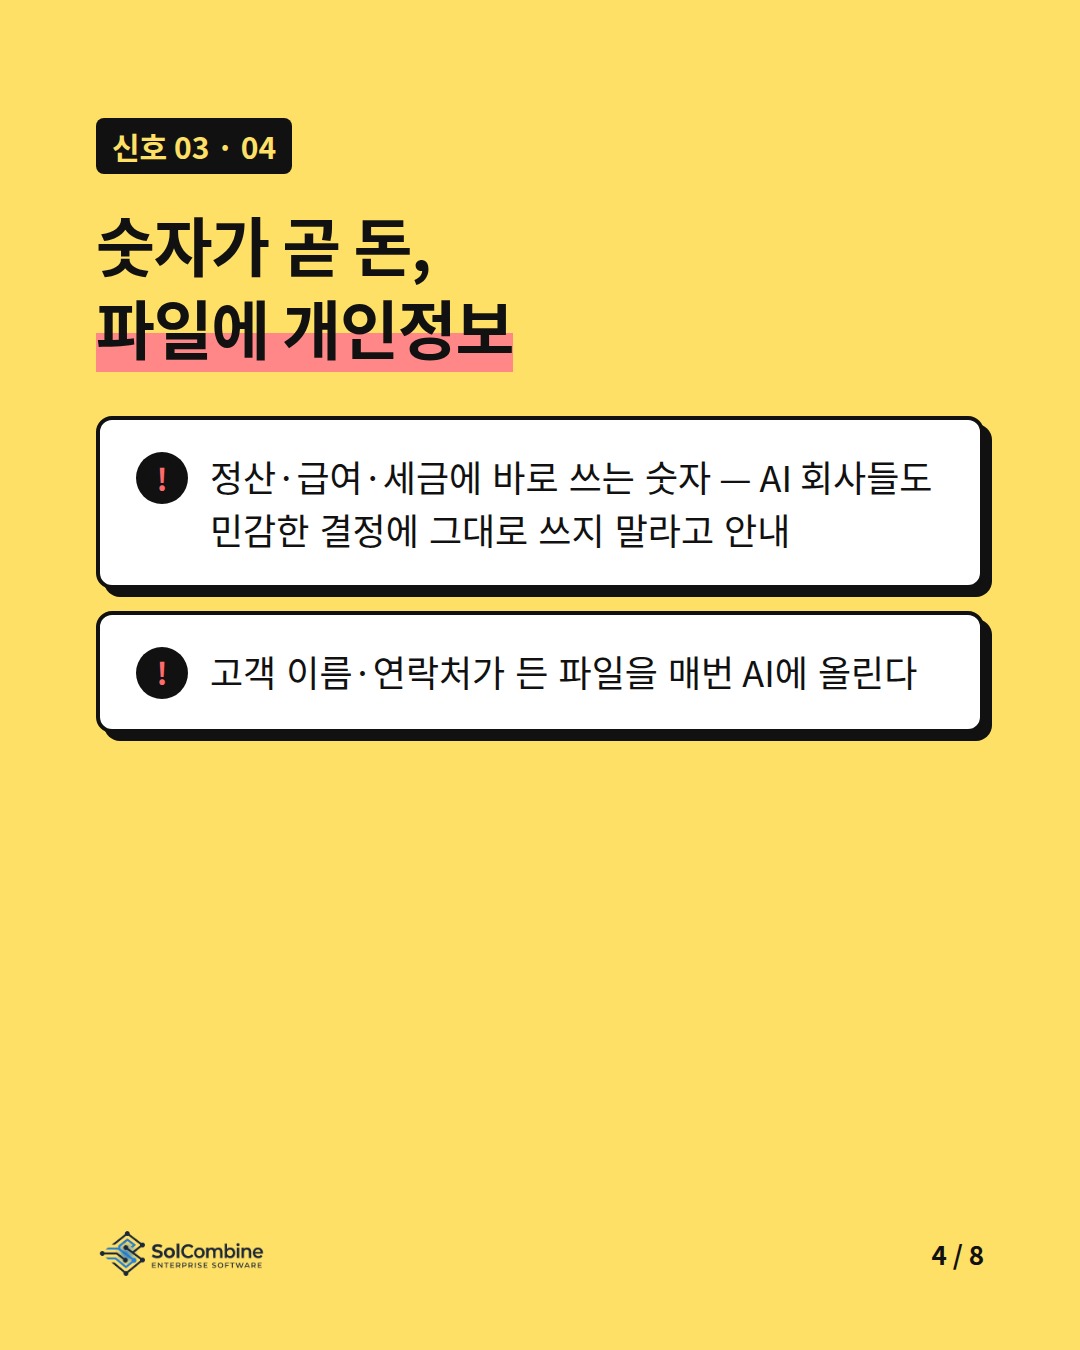 신호 03 · 04
숫자가 곧 돈,
파일에 개인정보
! 정산·급여·세금에 바로 쓰는 숫자 — AI 회사들도
민감한 결정에 그대로 쓰지 말라고 안내
! 고객 이름·연락처가 든 파일을 매번 AI에 올린다
SolCombine
ENTERPRISE SOFTWARE
4 / 8